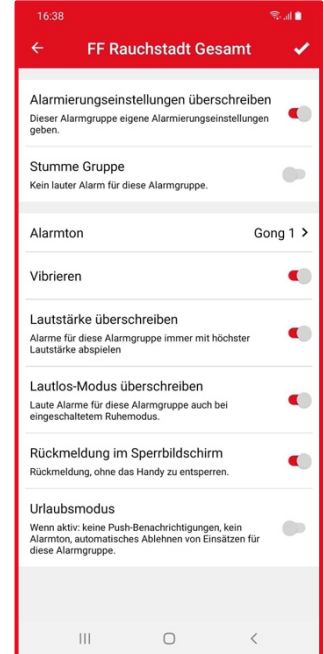 16:38
FF Rauchstadt Gesamt
Alarmierungseinstellungen überschreiben
Dieser Alarmgruppe eigene Alarmierungseinstellungen
geben.
Stumme Gruppe
Kein lauter Alarm für diese Alarmgruppe.
Alarmton Gong 1 >
Vibrieren
Lautstärke überschreiben
Alarme für diese Alarmgruppe immer mit höchster
Lautstärke abspielen
Lautlos-Modus überschreiben
Laute Alarme für diese Alarmgruppe auch bei
eingeschaltetem Ruhemodus.
Rückmeldung im Sperrbildschirm
Rückmeldung, ohne das Handy zu entsperren.
Urlaubsmodus
Wenn aktiv: keine Push-Benachrichtigungen, kein
Alarmton, automatisches Ablehnen von Einsätzen für
diese Alarmgruppe.